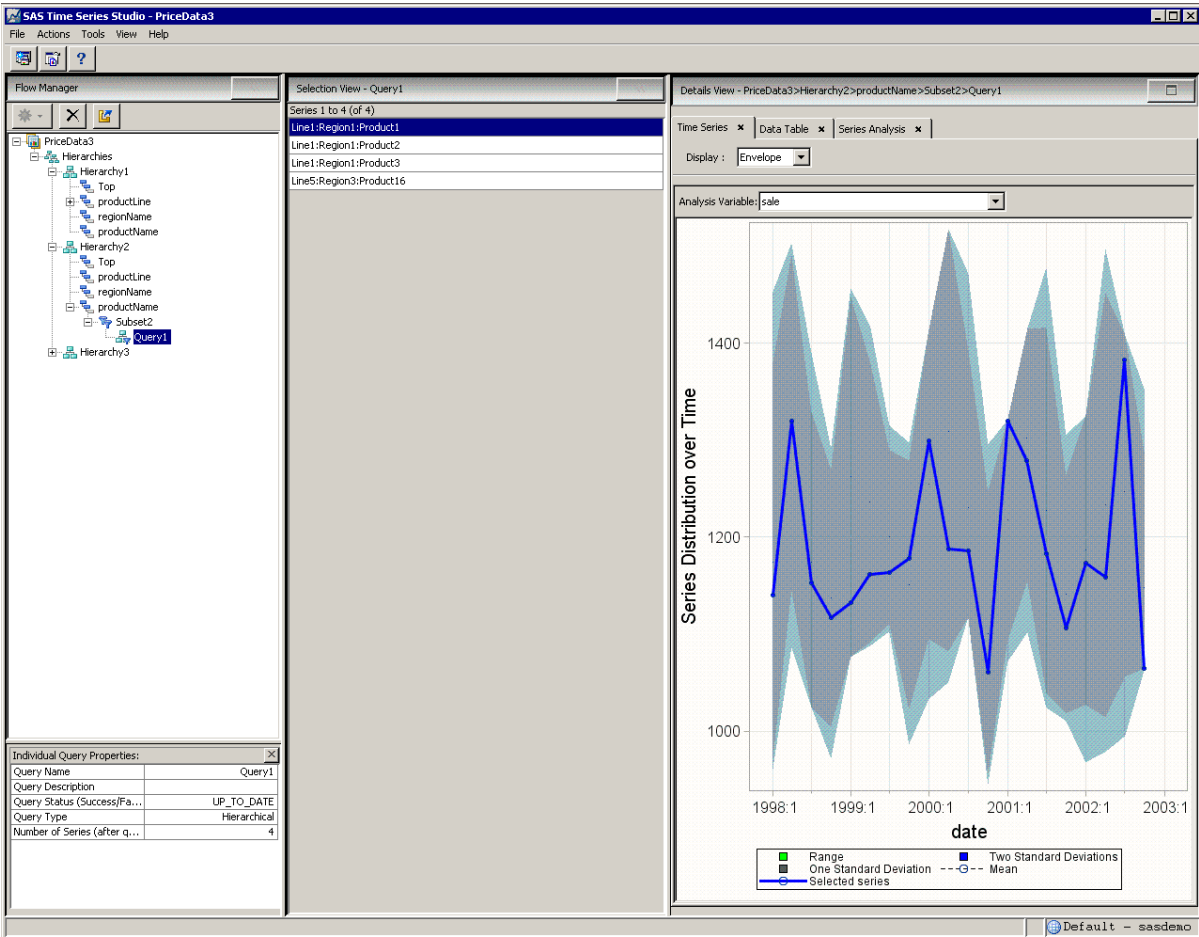 SAS Time Series Studio - PriceData3
File Actions Tools View Help
Flow Manager
PriceData3
Hierarchies
Hierarchy1
Top
productLine
regionName
productName
Hierarchy2
Top
productLine
regionName
productName
Subset2
Query1
Hierarchy3
Individual Query Properties:
Query Name Query1
Query Description
Query Status (Success/Fa... UP_TO_DATE
Query Type Hierarchical
Number of Series (after q... 4
Selection View - Query1
Series 1 to 4 (of 4)
Line1:Region1:Product1
Line1:Region1:Product2
Line1:Region1:Product3
Line5:Region3:Product16
Details View - PriceData3>Hierarchy2>productName>Subset2>Query1
Time Series Data Table Series Analysis
Display : Envelope
Analysis Variable: sale
Series Distribution over Time
1400
1200
1000
1998:1 1999:1 2000:1 2001:1 2002:1 2003:1
date
Range Two Standard Deviations
One Standard Deviation Mean
Selected series
Default - sasdemo